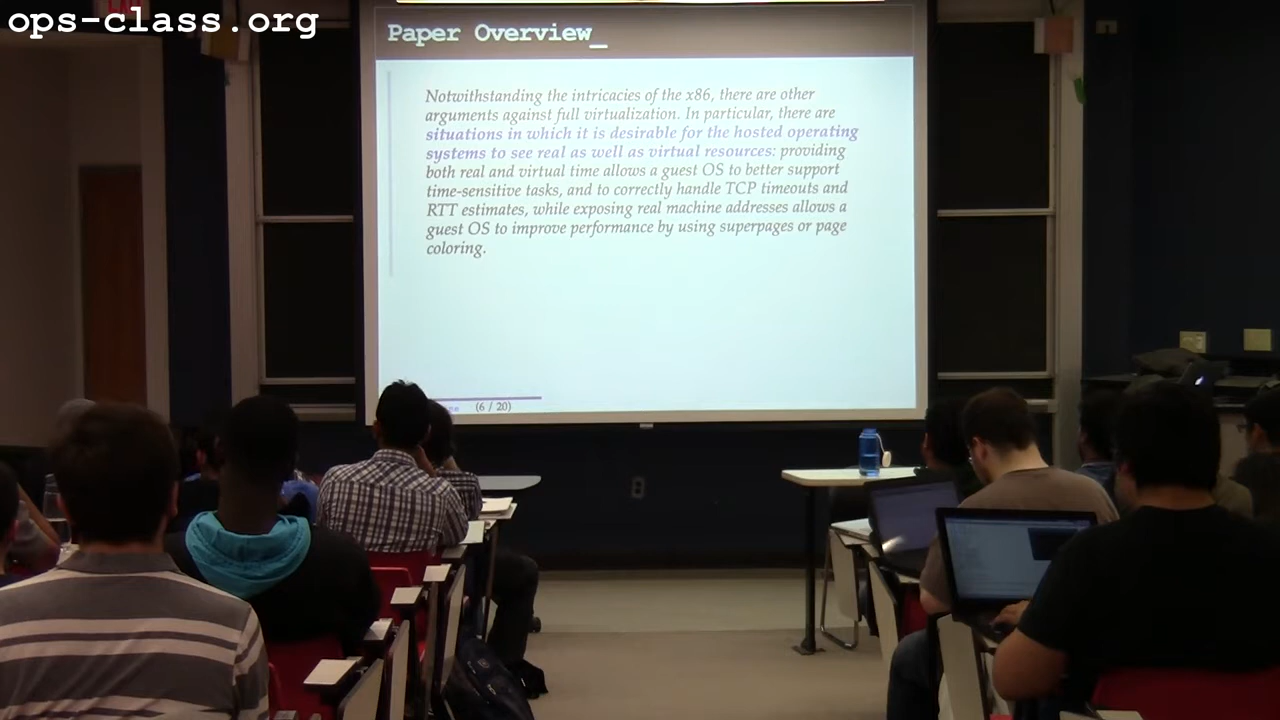 ops-class.org
Paper Overview_
Notwithstanding the intricacies of the x86, there are other
arguments against full virtualization. In particular, there are
situations in which it is desirable for the hosted operating
systems to see real as well as virtual resources: providing
both real and virtual time allows a guest OS to better support
time-sensitive tasks, and to correctly handle TCP timeouts and
RTT estimates, while exposing real machine addresses allows a
guest OS to improve performance by using superpages or page
coloring.
(6 / 20)